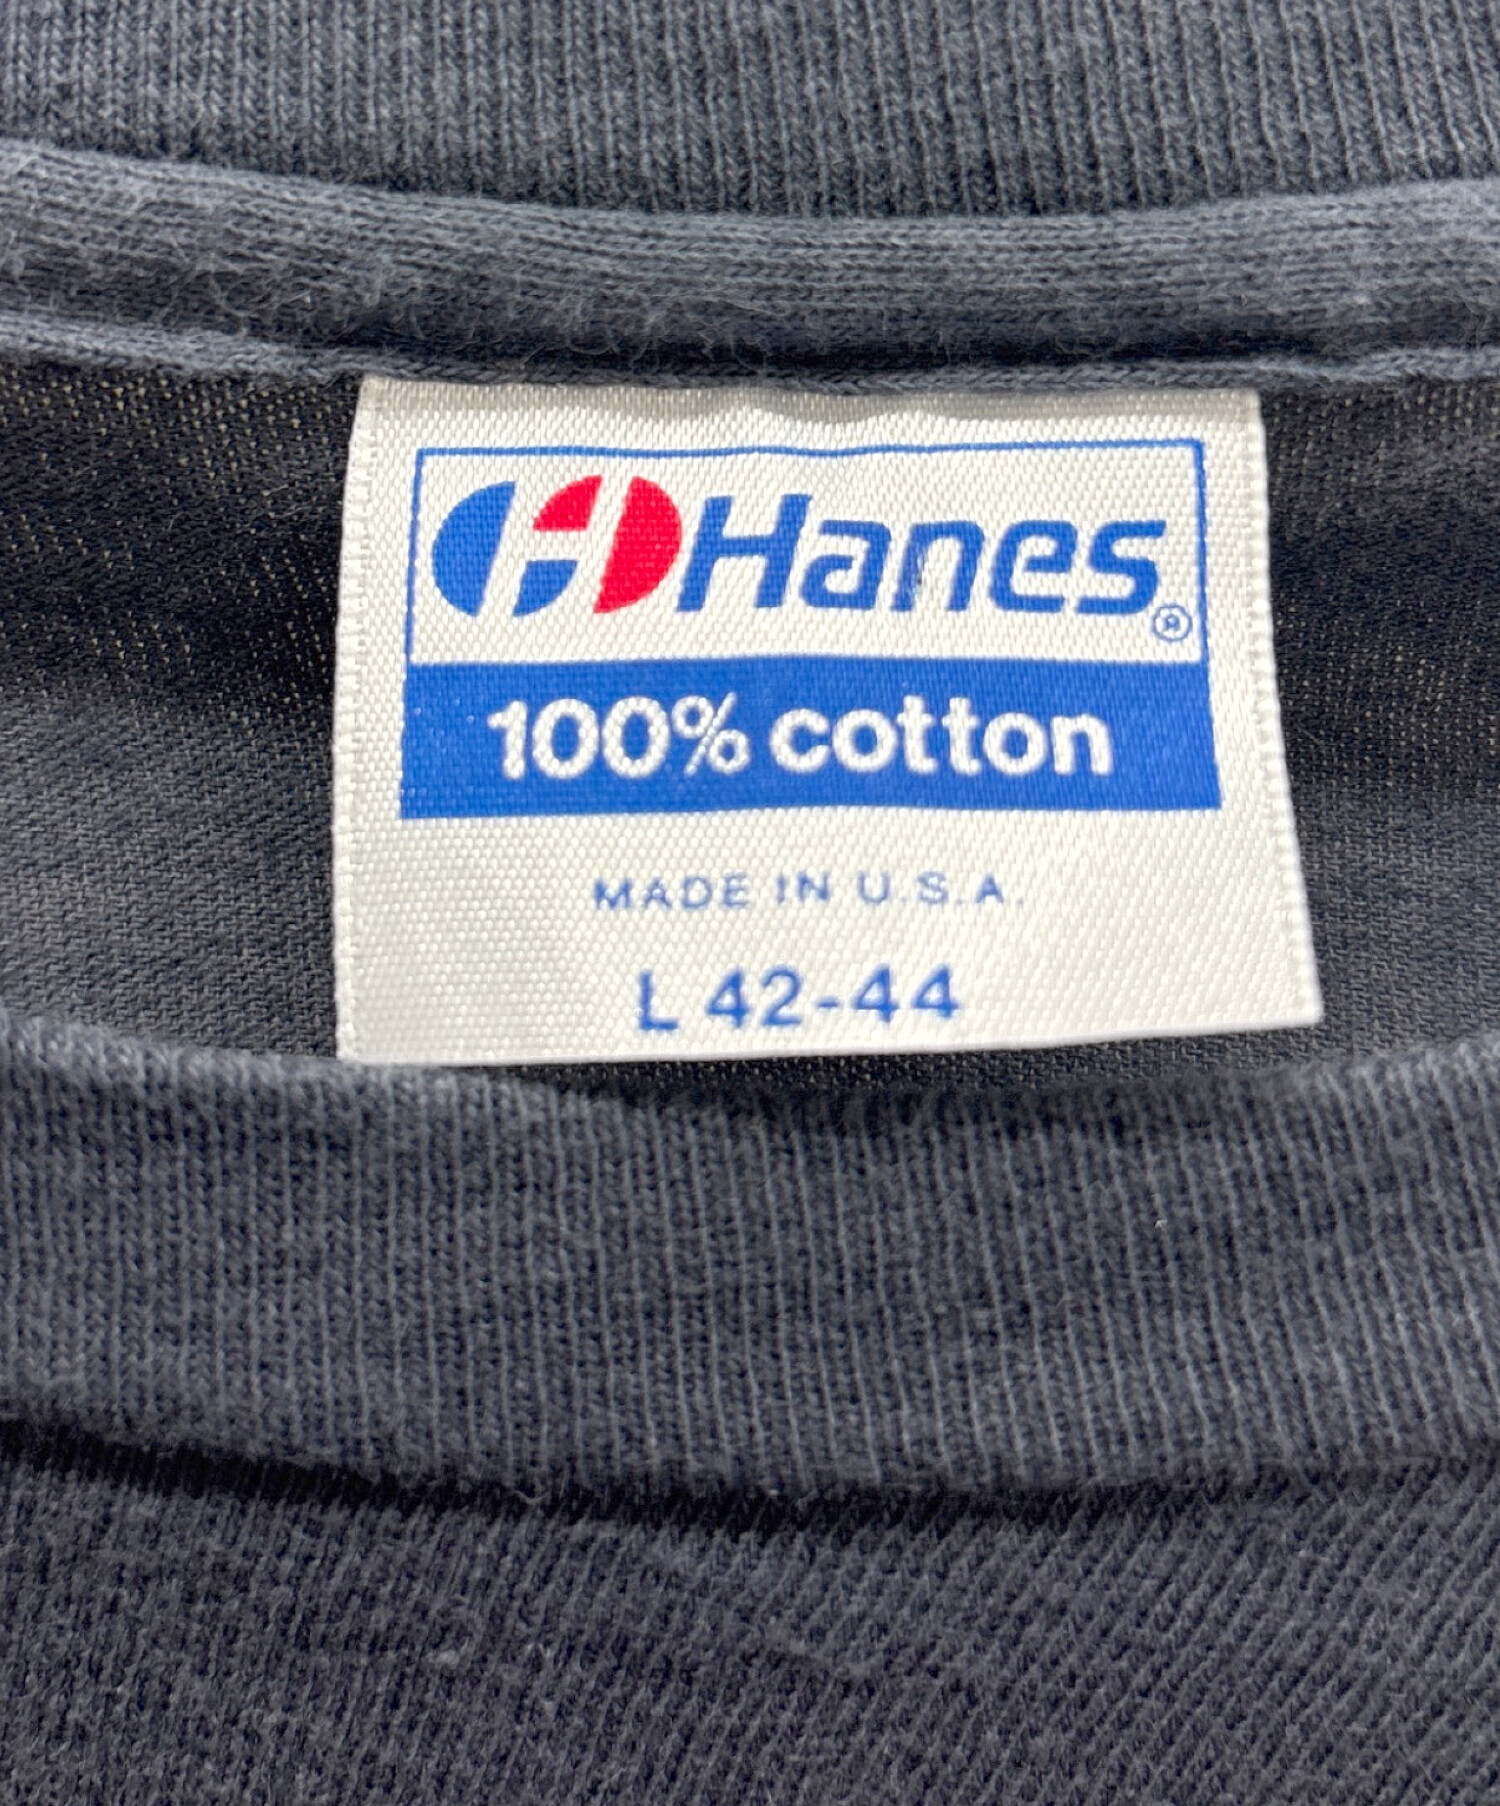 Hanes®
100% cotton
MADE IN U.S.A.
L 42-44